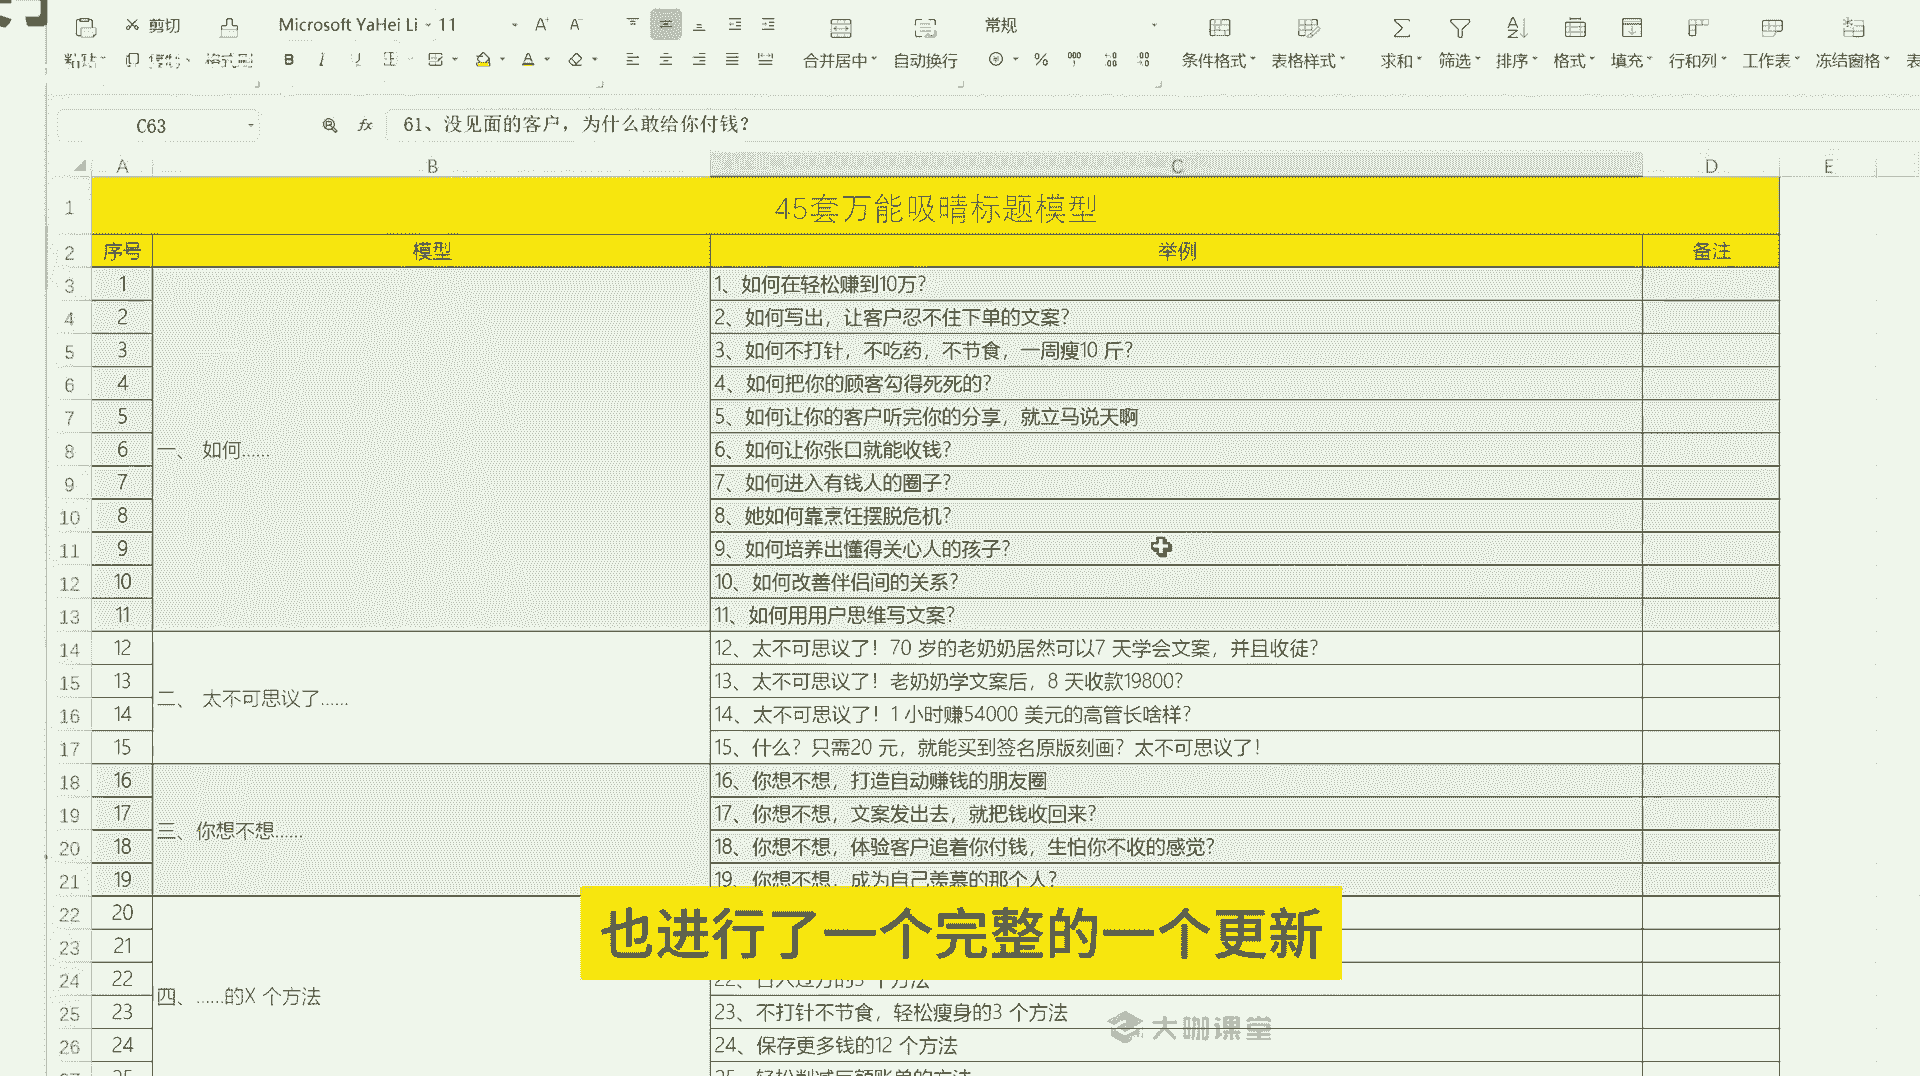 剪切 Microsoft YaHei Li 11 A⁺ A⁻ 常规
粘贴 复制 格式刷 B I U A 合并居中 自动换行 % 000 条件格式 表格样式 求和 筛选 排序 格式 填充 行和列 工作表 冻结窗格 表
C63 fx 61、没见面的客户，为什么敢给你付钱？
A B C D E
1 45套万能吸睛标题模型
2 序号 模型 举例 备注
3 1 1、如何在轻松赚到10万？
4 2 2、如何写出，让客户忍不住下单的文案？
5 3 3、如何不打针，不吃药，不节食，一周瘦10 斤？
6 4 4、如何把你的顾客勾得死死的？
7 5 5、如何让你的客户听完你的分享，就立马说天啊
8 6 一、 如何…… 6、如何让你张口就能收钱？
9 7 7、如何进入有钱人的圈子？
10 8 8、她如何靠烹饪摆脱危机？
11 9 9、如何培养出懂得关心人的孩子？
12 10 10、如何改善伴侣间的关系？
13 11 11、如何用用户思维写文案？
14 12 12、太不可思议了！70 岁的老奶奶居然可以7 天学会文案，并且收徒？
15 13 二、 太不可思议了…… 13、太不可思议了！老奶奶学文案后，8 天收款19800？
16 14 14、太不可思议了！1 小时赚54000 美元的高管长啥样？
17 15 15、什么？只需20 元，就能买到签名原版刻画？太不可思议了！
18 16 16、你想不想，打造自动赚钱的朋友圈
19 17 三、你想不想…… 17、你想不想，文案发出去，就把钱收回来？
20 18 18、你想不想，体验客户追着你付钱，生怕你不收的感觉？
21 19 19、你想不想，成为自己羡慕的那个人？
22 20
23 21
也进行了一个完整的一个更新
24 22 四、……的X 个方法
25 23 23、不打针不节食，轻松瘦身的3 个方法
大咖课堂
26 24 24、保存更多钱的12 个方法